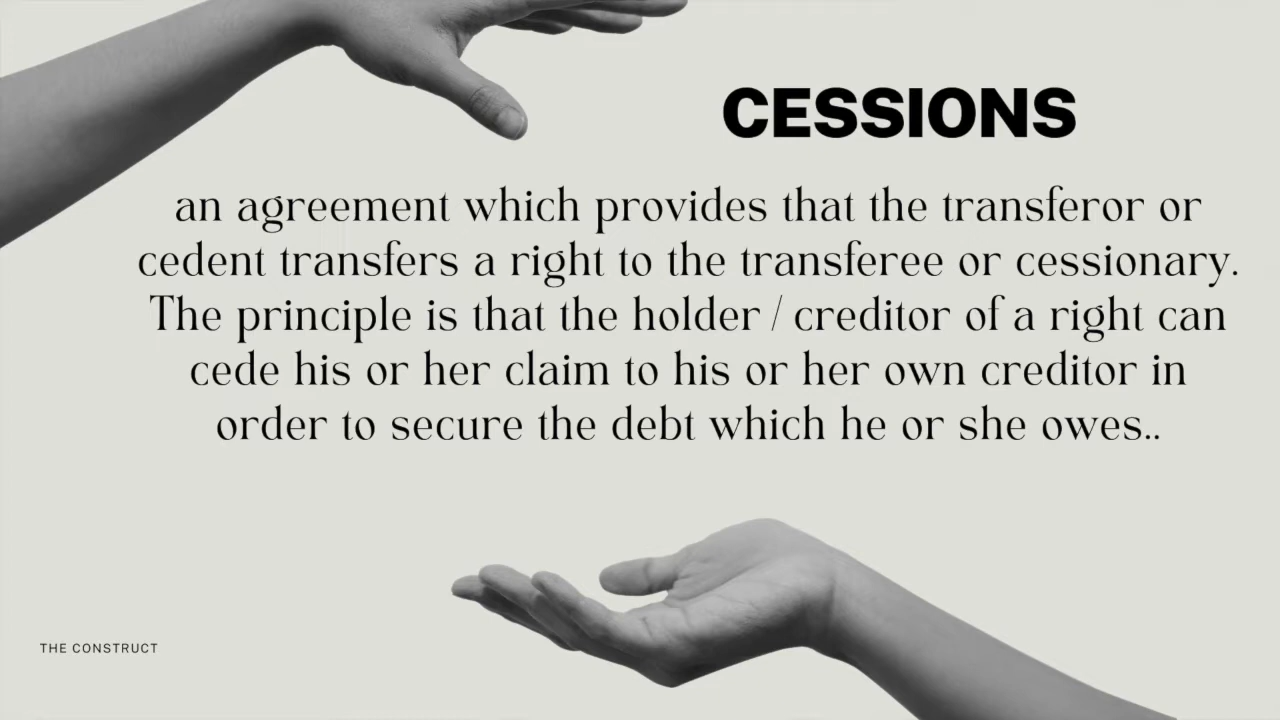 CESSIONS
an agreement which provides that the transferor or
cedent transfers a right to the transferee or cessionary.
The principle is that the holder / creditor of a right can
cede his or her claim to his or her own creditor in
order to secure the debt which he or she owes..
THE CONSTRUCT